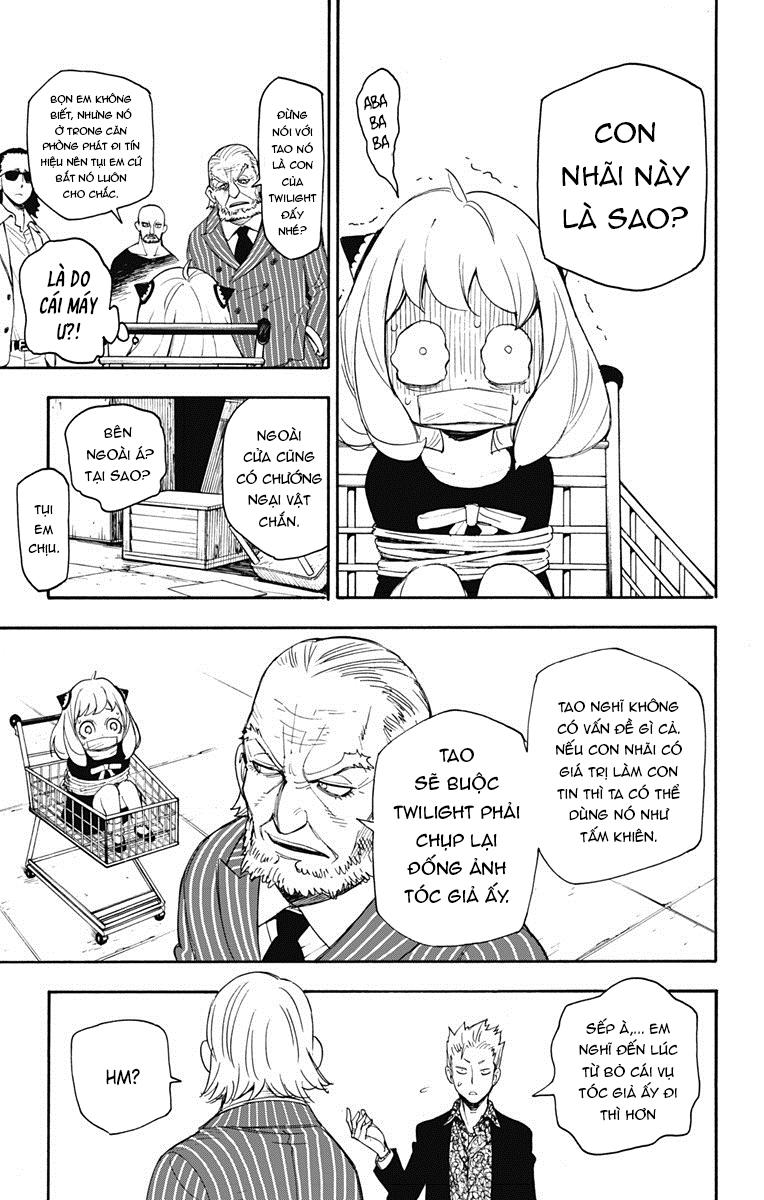 CON
NHÃI NÀY
LÀ SAO?
ABA
BA
BA
ĐỪNG
NÓI VỚI
TAO NÓ
LÀ CON
CỦA
TWILIGHT
ĐẤY
NHÉ?
BỌN EM KHÔNG
BIẾT, NHƯNG NÓ
Ở TRONG CĂN
PHÒNG PHÁT ĐI TÍN
HIỆU NÊN TỤI EM CỨ
BẮT NÓ LUÔN
CHO CHẮC.
LÀ DO
CÁI MÁY
Ư?!
NGOÀI
CỬA CŨNG
CÓ CHƯỚNG
NGẠI VẬT
CHẮN.
BÊN
NGOÀI Á?
TẠI SAO?
TỤI
EM
CHỊU.
TAO NGHĨ KHÔNG
CÓ VẤN ĐỀ GÌ CẢ.
NẾU CON NHÃI CÓ
GIÁ TRỊ LÀM CON
TIN THÌ TA CÓ THỂ
DÙNG NÓ NHƯ
TẤM KHIÊN.
TAO
SẼ BUỘC
TWILIGHT PHẢI
CHỤP LẠI
ĐỐNG ẢNH
TÓC GIẢ ẤY.
SẾP À,... EM
NGHĨ ĐẾN LÚC
TỪ BỎ CÁI VỤ
TÓC GIẢ ẤY ĐI
THÌ HƠN
HM?